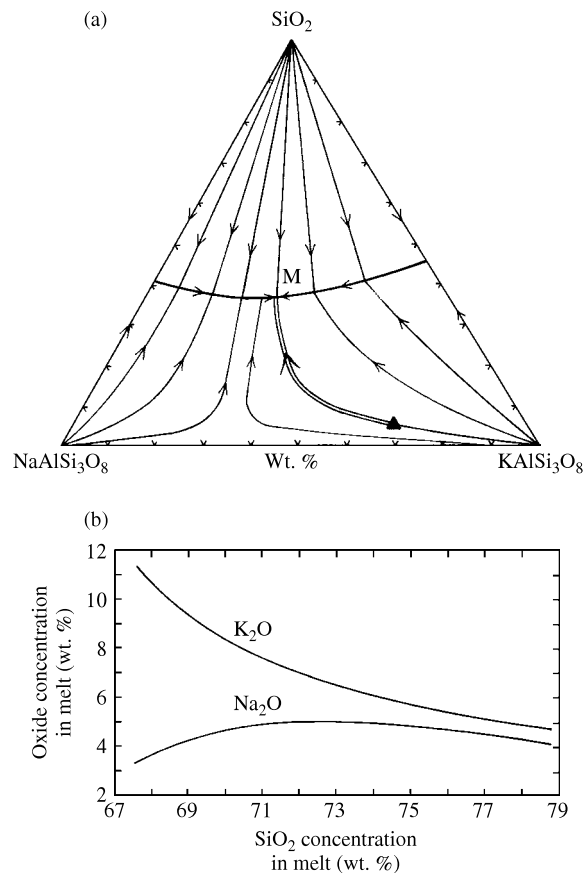 (a)
SiO₂
M
NaAlSi₃O₈
Wt. %
KAlSi₃O₈
(b)
12
10
8
6
4
2
Oxide concentration
in melt (wt. %)
K₂O
Na₂O
67 69 71 73 75 77 79
SiO₂ concentration
in melt (wt. %)